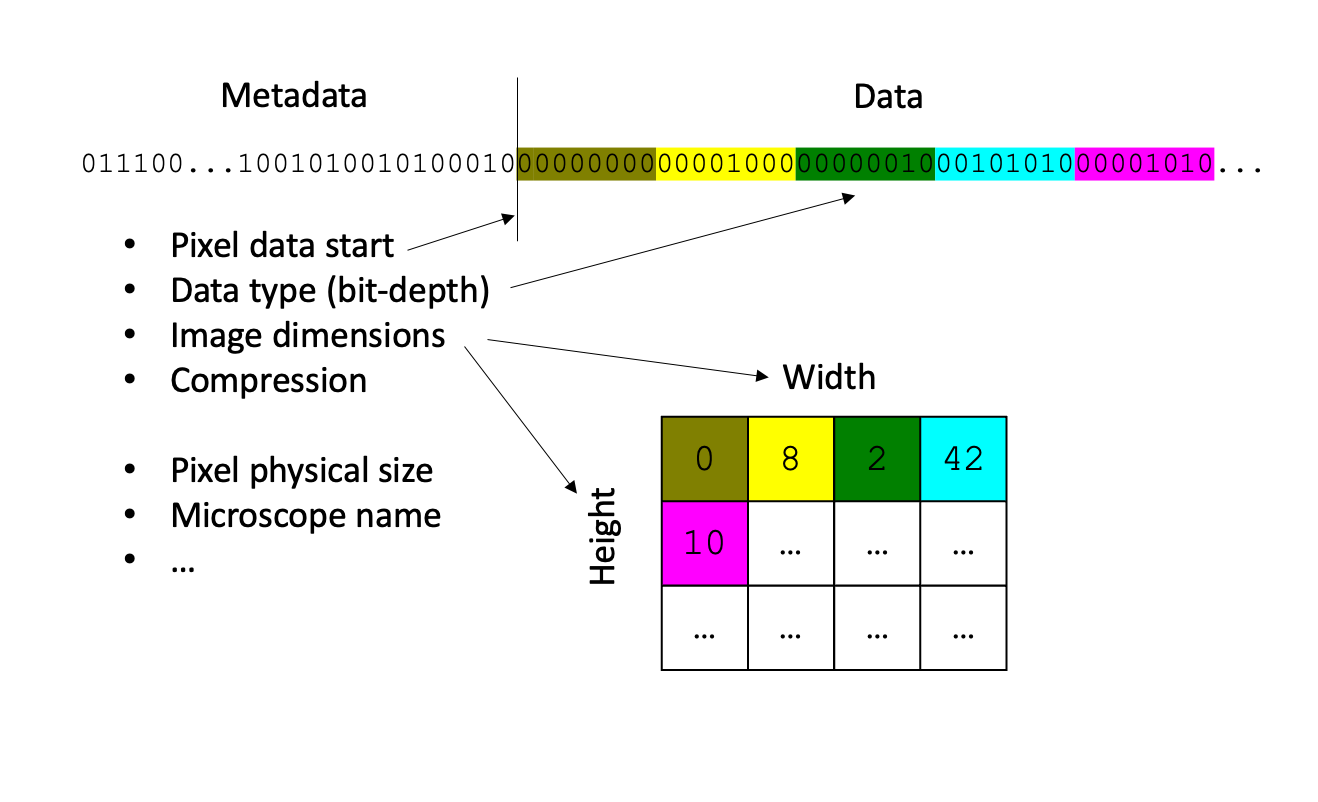 Metadata Data
011100...10010100101000100000000000001000000000100010101000001010...
• Pixel data start
• Data type (bit-depth)
• Image dimensions
• Compression
Width
• Pixel physical size
• Microscope name
• ...
Height
0 8 2 42
10 ... ... ...
... ... ... ...